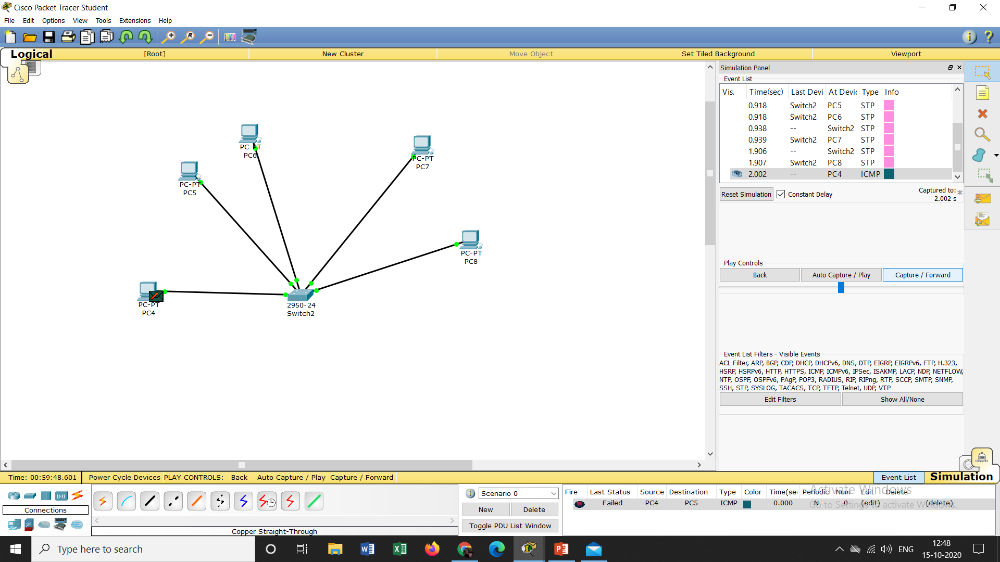 Cisco Packet Tracer Student
File Edit Options View Tools Extensions Help
Logical [Root] New Cluster Move Object Set Tiled Background Viewport
Simulation Panel
Event List
Vis. Time(sec) Last Devi At Devic Type Info
0.918 Switch2 PC5 STP
0.918 Switch2 PC6 STP
0.938 -- Switch2 STP
0.939 Switch2 PC7 STP
1.906 -- Switch2 STP
1.907 Switch2 PC8 STP
2.002 -- PC4 ICMP
Reset Simulation Constant Delay Captured to:
2.002 s
PC-PT
PC6
PC-PT
PC7
PC-PT
PC5
PC-PT
PC8
PC-PT
PC4
2950-24
Switch2
Play Controls
Back Auto Capture / Play Capture / Forward
Event List Filters - Visible Events
ACL Filter, ARP, BGP, CDP, DHCP, DHCPv6, DNS, DTP, EIGRP, EIGRPv6, FTP, H.323,
HSRP, HSRPv6, HTTP, HTTPS, ICMP, ICMPv6, IPSec, ISAKMP, LACP, NDP, NETFLOW,
NTP, OSPF, OSPFv6, PAgP, POP3, RADIUS, RIP, RIPng, RTP, SCCP, SMTP, SNMP,
SSH, STP, SYSLOG, TACACS, TCP, TFTP, Telnet, UDP, VTP
Edit Filters Show All/None
Time: 00:59:48.601 Power Cycle Devices PLAY CONTROLS: Back Auto Capture / Play Capture / Forward Event List Simulation
Connections
Copper Straight-Through
Scenario 0
New Delete
Toggle PDU List Window
Fire Last Status Source Destination Type Color Time(sec Periodic Num Edit Delete
Failed PC4 PC5 ICMP 0.000 N 0 (edit) (delete)
Activate Windows
Go to Settings to activate Windows.
Type here to search
ENG
12:48
15-10-2020